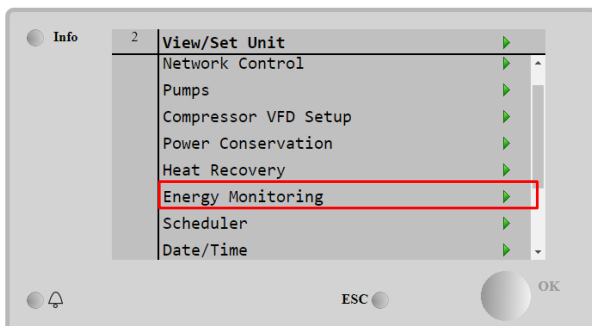 Info
2
View/Set Unit
Network Control
Pumps
Compressor VFD Setup
Power Conservation
Heat Recovery
Energy Monitoring
Scheduler
Date/Time
ESC
OK